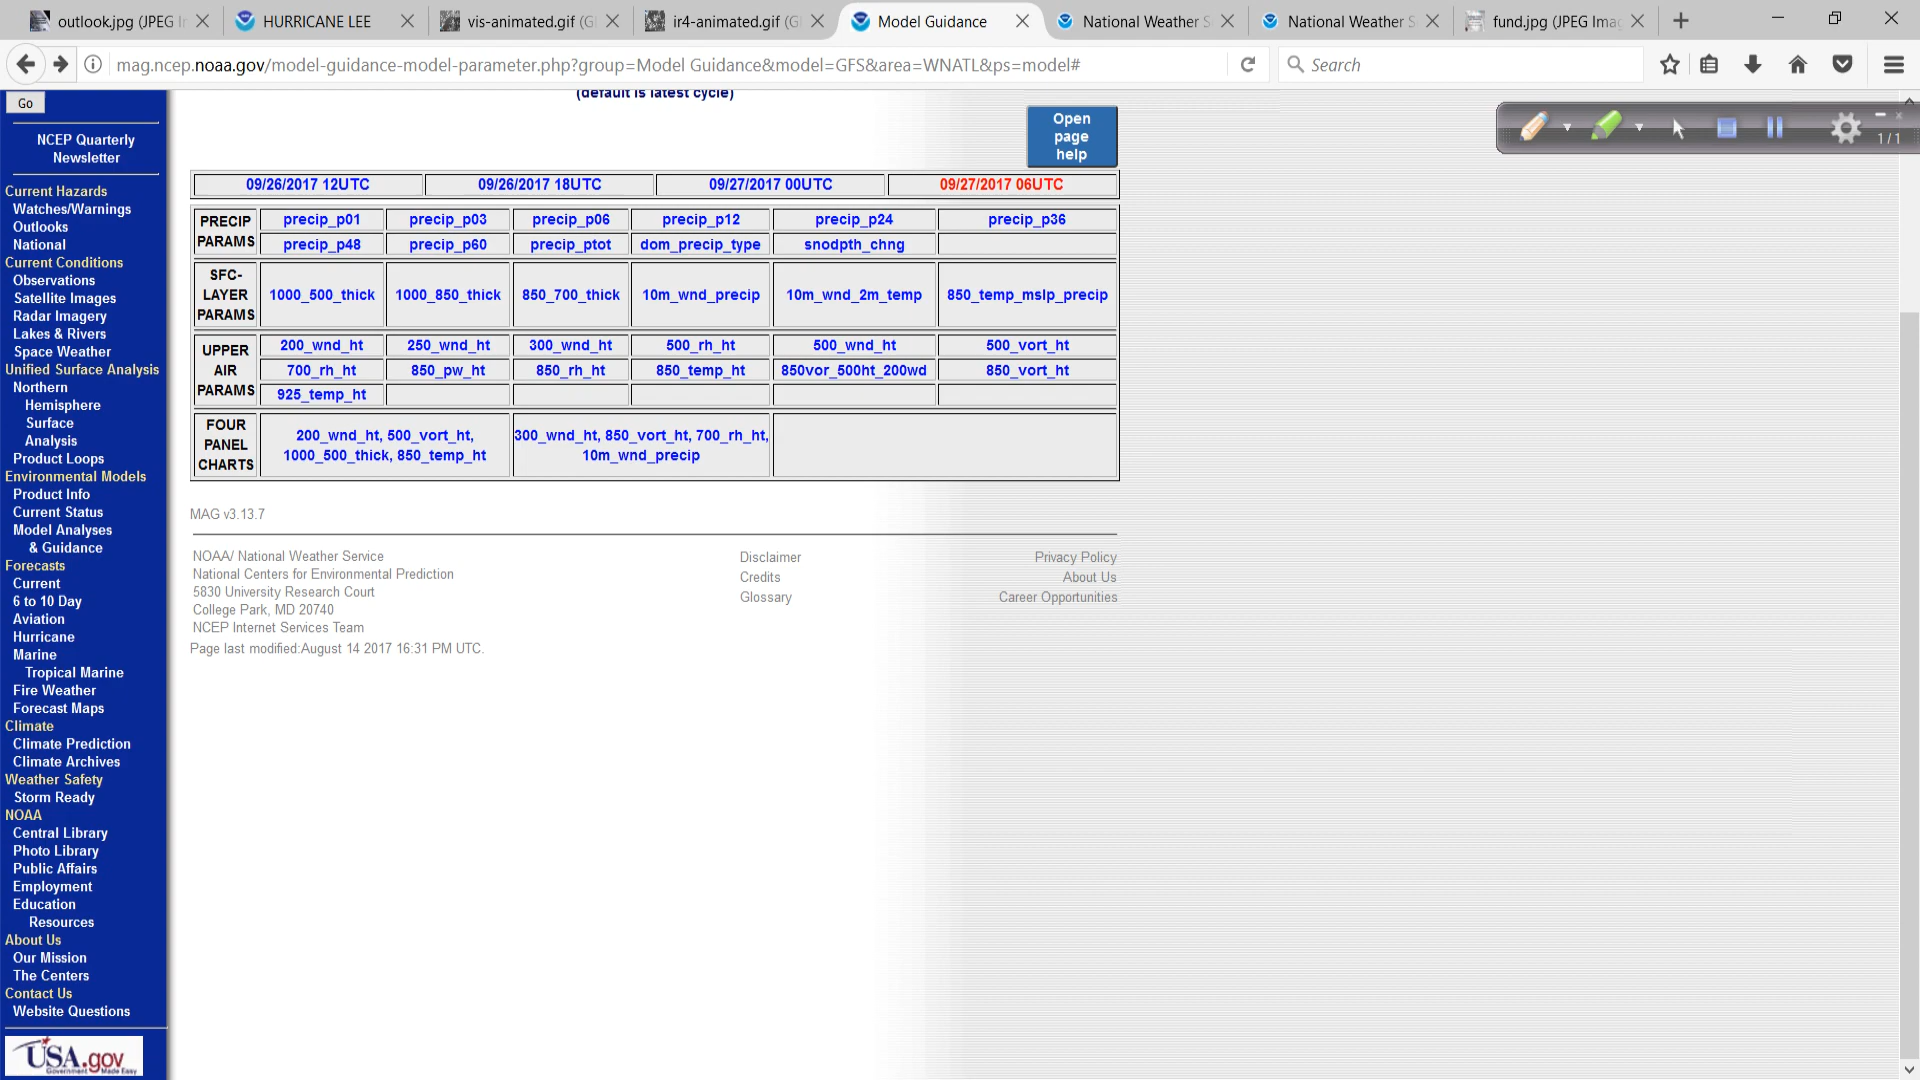 outlook.jpg (JPEG I
HURRICANE LEE
vis-animated.gif (G
ir4-animated.gif (G
Model Guidance
National Weather S
National Weather S
fund.jpg (JPEG Ima
mag.ncep.noaa.gov/model-guidance-model-parameter.php?group=Model Guidance&model=GFS&area=WNATL&ps=model#
Search
Go
NCEP Quarterly
Newsletter
Current Hazards
Watches/Warnings
Outlooks
National
Current Conditions
Observations
Satellite Images
Radar Imagery
Lakes & Rivers
Space Weather
Unified Surface Analysis
Northern
Hemisphere
Surface
Analysis
Product Loops
Environmental Models
Product Info
Current Status
Model Analyses
& Guidance
Forecasts
Current
6 to 10 Day
Aviation
Hurricane
Marine
Tropical Marine
Fire Weather
Forecast Maps
Climate
Climate Prediction
Climate Archives
Weather Safety
Storm Ready
NOAA
Central Library
Photo Library
Public Affairs
Employment
Education
Resources
About Us
Our Mission
The Centers
Contact Us
Website Questions
USA.gov
Government Made Easy
(default is latest cycle)
Open
page
help
1/1
09/26/2017 12UTC 09/26/2017 18UTC 09/27/2017 00UTC 09/27/2017 06UTC
PRECIP PARAMS
precip_p01 precip_p03 precip_p06 precip_p12 precip_p24 precip_p36
precip_p48 precip_p60 precip_ptot dom_precip_type snodpth_chng
SFC-
LAYER
PARAMS
1000_500_thick 1000_850_thick 850_700_thick 10m_wnd_precip 10m_wnd_2m_temp 850_temp_mslp_precip
UPPER
AIR
PARAMS
200_wnd_ht 250_wnd_ht 300_wnd_ht 500_rh_ht 500_wnd_ht 500_vort_ht
700_rh_ht 850_pw_ht 850_rh_ht 850_temp_ht 850vor_500ht_200wd 850_vort_ht
925_temp_ht
FOUR
PANEL
CHARTS
200_wnd_ht, 500_vort_ht,
1000_500_thick, 850_temp_ht
300_wnd_ht, 850_vort_ht, 700_rh_ht,
10m_wnd_precip
MAG v3.13.7
NOAA/ National Weather Service
National Centers for Environmental Prediction
5830 University Research Court
College Park, MD 20740
NCEP Internet Services Team
Page last modified:August 14 2017 16:31 PM UTC.
Disclaimer
Credits
Glossary
Privacy Policy
About Us
Career Opportunities